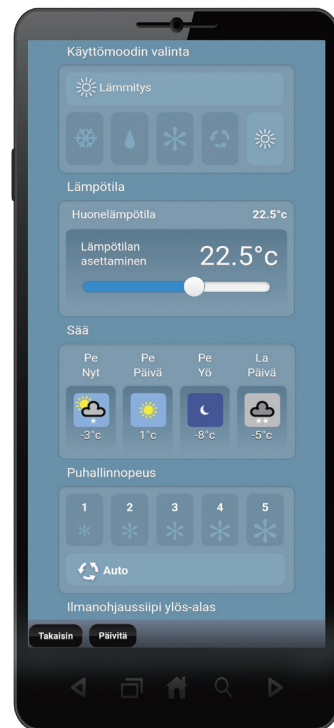 Käyttömoodin valinta
Lämmitys
Lämpötila
Huonelämpötila 22.5°c
Lämpötilan
asettaminen
22.5°c
Sää
Pe Pe Pe La
Nyt Päivä Yö Päivä
-3°c 1°c -8°c -5°c
Puhallinnopeus
1 2 3 4 5
Auto
Ilmanohjaussiipi ylös-alas
Takaisin Päivitä